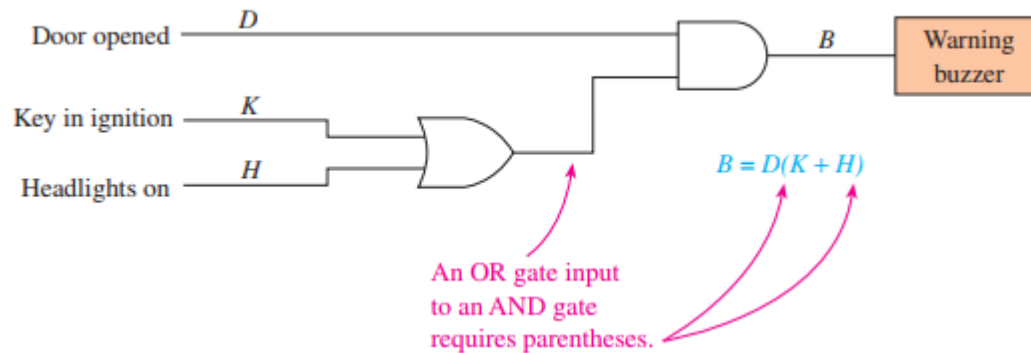 Door opened
D
B
Warning
buzzer
Key in ignition
K
H
Headlights on
B = D(K + H)
An OR gate input
to an AND gate
requires parentheses.